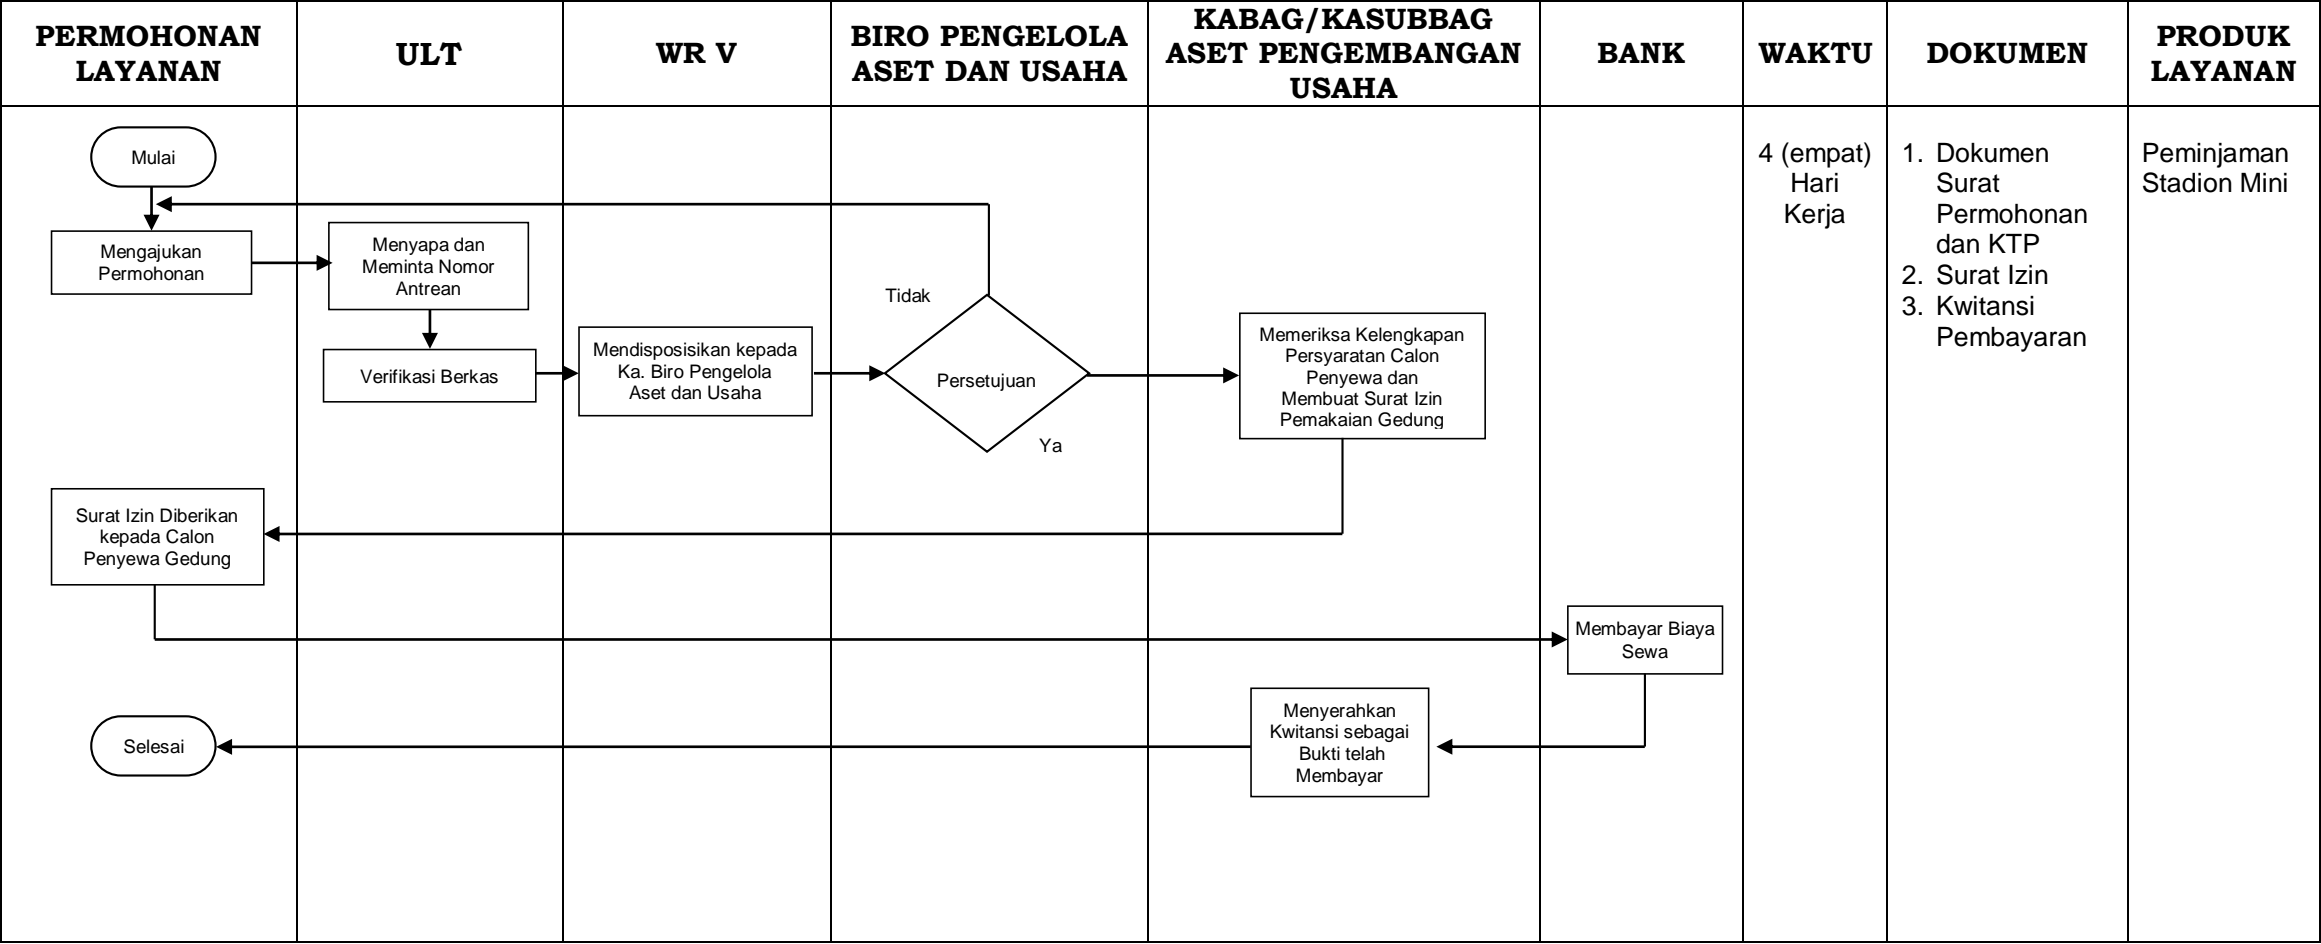 PERMOHONAN
LAYANAN
ULT
WR V
BIRO PENGELOLA
ASET DAN USAHA
KABAG/KASUBBAG
ASET PENGEMBANGAN
USAHA
BANK
WAKTU
DOKUMEN
PRODUK
LAYANAN
Mulai
Mengajukan
Permohonan
Menyapa dan
Meminta Nomor
Antrean
Verifikasi Berkas
Mendisposisikan kepada
Ka. Biro Pengelola
Aset dan Usaha
Tidak
Persetujuan
Ya
Memeriksa Kelengkapan
Persyaratan Calon
Penyewa dan
Membuat Surat Izin
Pemakaian Gedung
Surat Izin Diberikan
kepada Calon
Penyewa Gedung
Membayar Biaya
Sewa
Menyerahkan
Kwitansi sebagai
Bukti telah
Membayar
Selesai
4 (empat)
Hari
Kerja
1. Dokumen
Surat
Permohonan
dan KTP
2. Surat Izin
3. Kwitansi
Pembayaran
Peminjaman
Stadion Mini